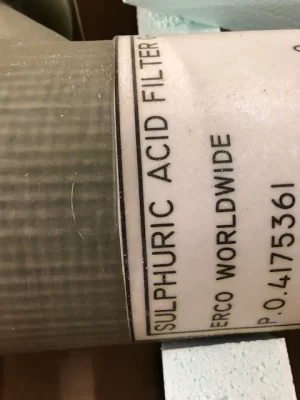 SULPHURIC ACID FILTER
ERCO WORLDWIDE
P.O.4175361